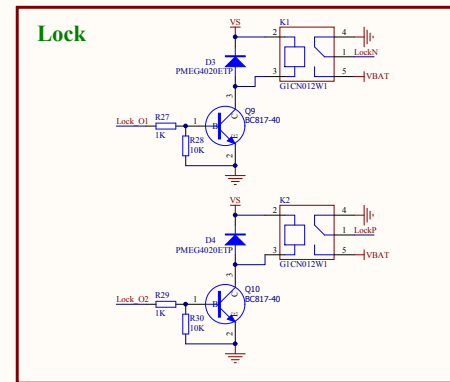 Lock
VS
K1
2
4
D3
PMEG4020ETP
1
LockN
3
5
VBAT
G1CN012W1
3
Q9
BC817-40
C
Lock_O1
R27
1
B
1K
E
R28
10K
2
VS
K2
2
4
D4
PMEG4020ETP
1
LockP
3
5
VBAT
G1CN012W1
3
Q10
BC817-40
C
Lock_O2
R29
1
B
1K
E
R30
10K
2